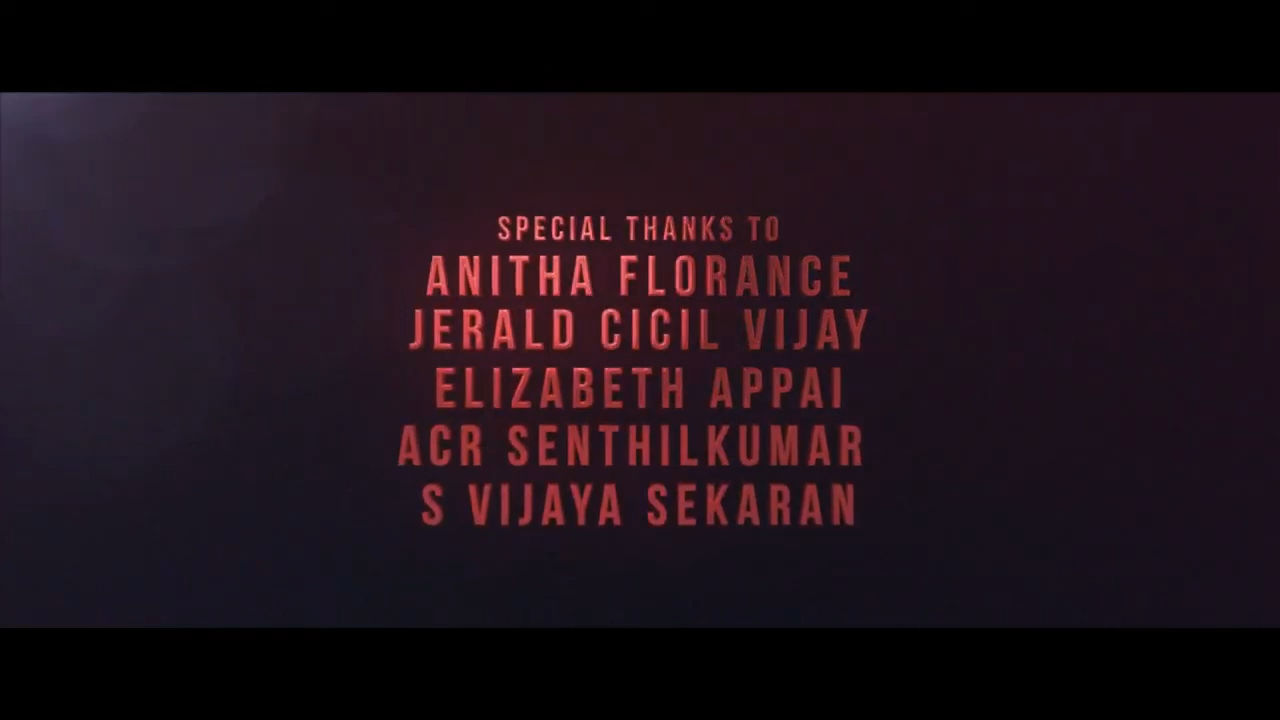 SPECIAL THANKS TO
ANITHA FLORANCE
JERALD CICIL VIJAY
ELIZABETH APPAI
ACR SENTHILKUMAR
S VIJAYA SEKARAN